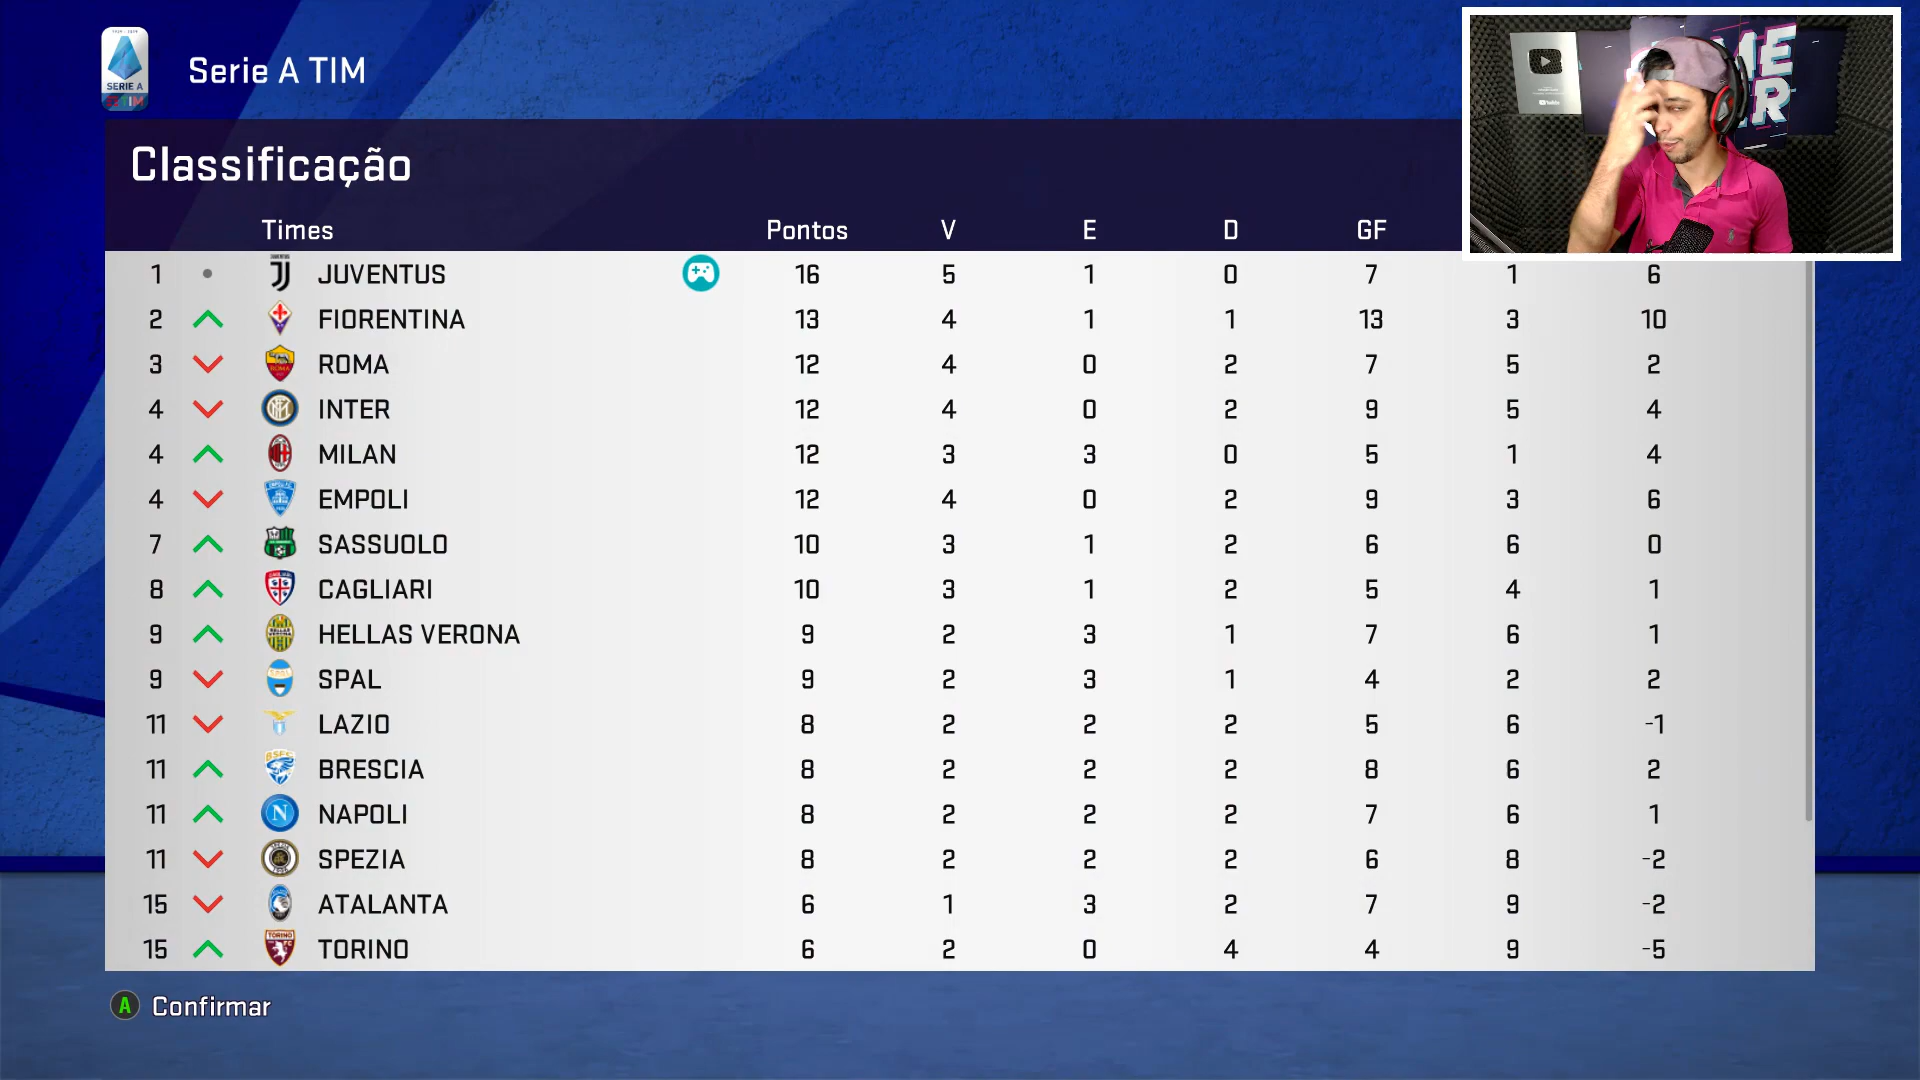 SERIE A
TIM
Serie A TIM
Classificação
Times Pontos V E D GF
1 JUVENTUS 16 5 1 0 7 1 6
2 FIORENTINA 13 4 1 1 13 3 10
3 ROMA 12 4 0 2 7 5 2
4 INTER 12 4 0 2 9 5 4
4 MILAN 12 3 3 0 5 1 4
4 EMPOLI 12 4 0 2 9 3 6
7 SASSUOLO 10 3 1 2 6 6 0
8 CAGLIARI 10 3 1 2 5 4 1
9 HELLAS VERONA 9 2 3 1 7 6 1
9 SPAL 9 2 3 1 4 2 2
11 LAZIO 8 2 2 2 5 6 -1
11 BRESCIA 8 2 2 2 8 6 2
11 NAPOLI 8 2 2 2 7 6 1
11 SPEZIA 8 2 2 2 6 8 -2
15 ATALANTA 6 1 3 2 7 9 -2
15 TORINO 6 2 0 4 4 9 -5
A Confirmar